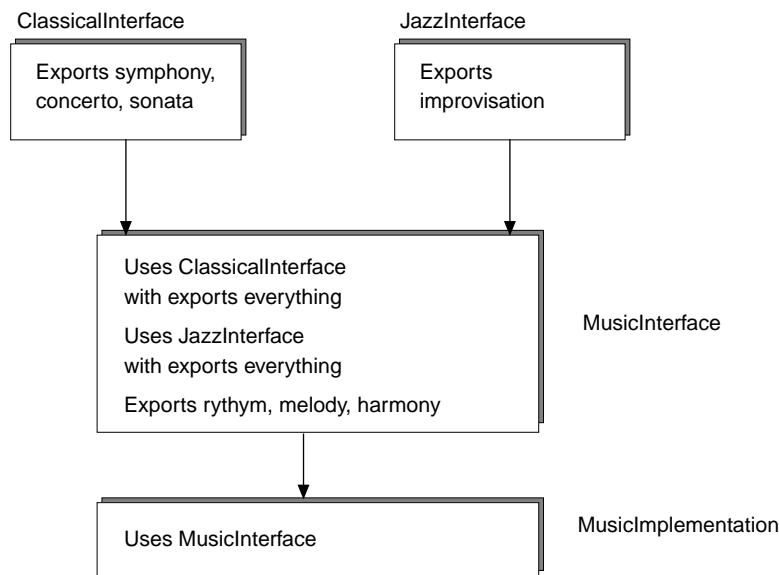 ClassicalInterface
Exports symphony,
concerto, sonata
JazzInterface
Exports
improvisation
Uses ClassicalInterface
with exports everything
Uses JazzInterface
with exports everything
Exports rythym, melody, harmony
MusicInterface
Uses MusicInterface
MusicImplementation